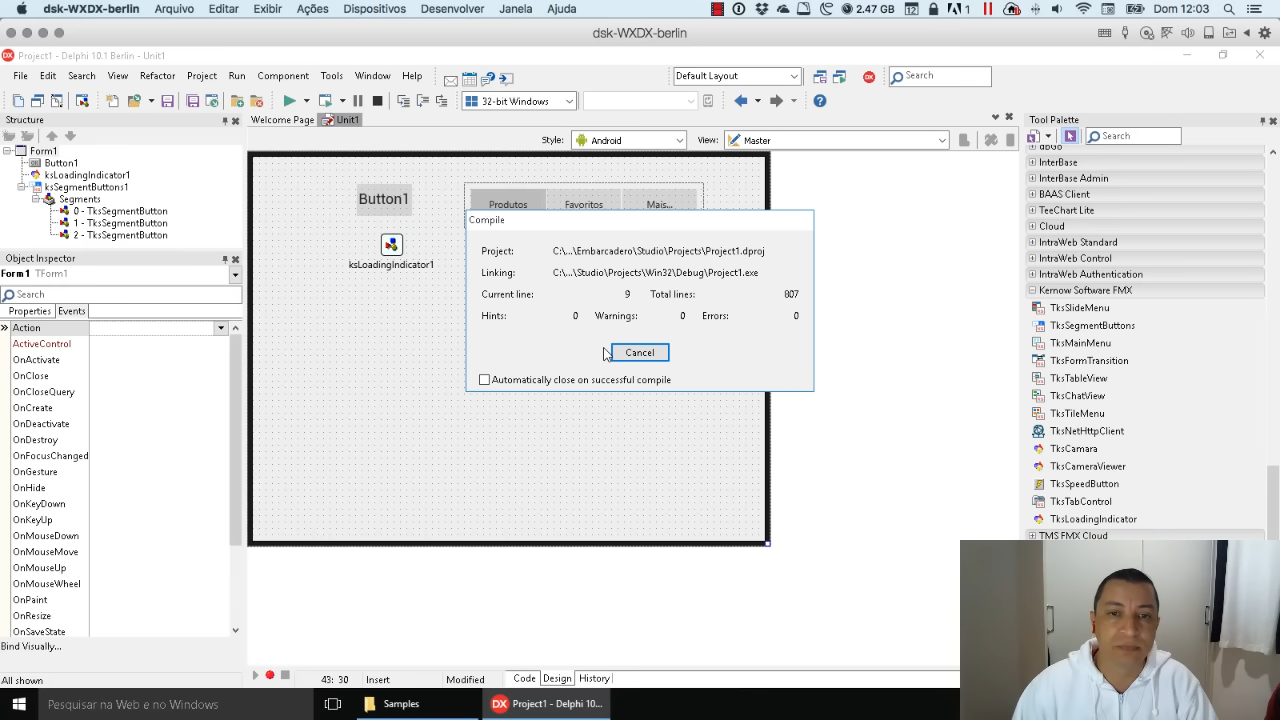 Arquivo Editar Exibir Ações Dispositivos Desenvolver Janela Ajuda 2.47 GB 12 1 Dom 12:03
dsk-WXDX-berlin
dsk-WXDX-berlin
DX Project1 - Delphi 10.1 Berlin - Unit1
File Edit Search View Refactor Project Run Component Tools Window Help Default Layout DX Search
32-bit Windows
Structure
Welcome Page Unit1
Tool Palette
Style: Android View: Master
Search
Form1
Button1
ksLoadingIndicator1
ksSegmentButtons1
Segments
0 - TksSegmentButton
1 - TksSegmentButton
2 - TksSegmentButton
Object Inspector
Form1 TForm1
Search
Properties Events
Action
ActiveControl
OnActivate
OnClose
OnCloseQuery
OnCreate
OnDeactivate
OnDestroy
OnFocusChanged
OnGesture
OnHide
OnKeyDown
OnKeyUp
OnMouseDown
OnMouseMove
OnMouseUp
OnMouseWheel
OnPaint
OnResize
OnSaveState
Bind Visually...
All shown
Button1
ksLoadingIndicator1
Produtos Favoritos Mais...
Compile
Project: C:\...\Embarcadero\Studio\Projects\Project1.dproj
Linking: C:\...\Studio\Projects\Win32\Debug\Project1.exe
Current line: 9 Total lines: 807
Hints: 0 Warnings: 0 Errors: 0
Cancel
Automatically close on successful compile
InterBase
InterBase Admin
BAAS Client
TeeChart Lite
Cloud
IntraWeb Standard
IntraWeb Control
IntraWeb Authentication
Kernow Software FMX
TksSlideMenu
TksSegmentButtons
TksMainMenu
TksFormTransition
TksTableView
TksChatView
TksTileMenu
TksNetHttpClient
TksCamara
TksCameraViewer
TksSpeedButton
TksTabControl
TksLoadingIndicator
TMS FMX Cloud
43: 30 Insert Modified Code Design History
Pesquisar na Web e no Windows Samples DX Project1 - Delphi 10....